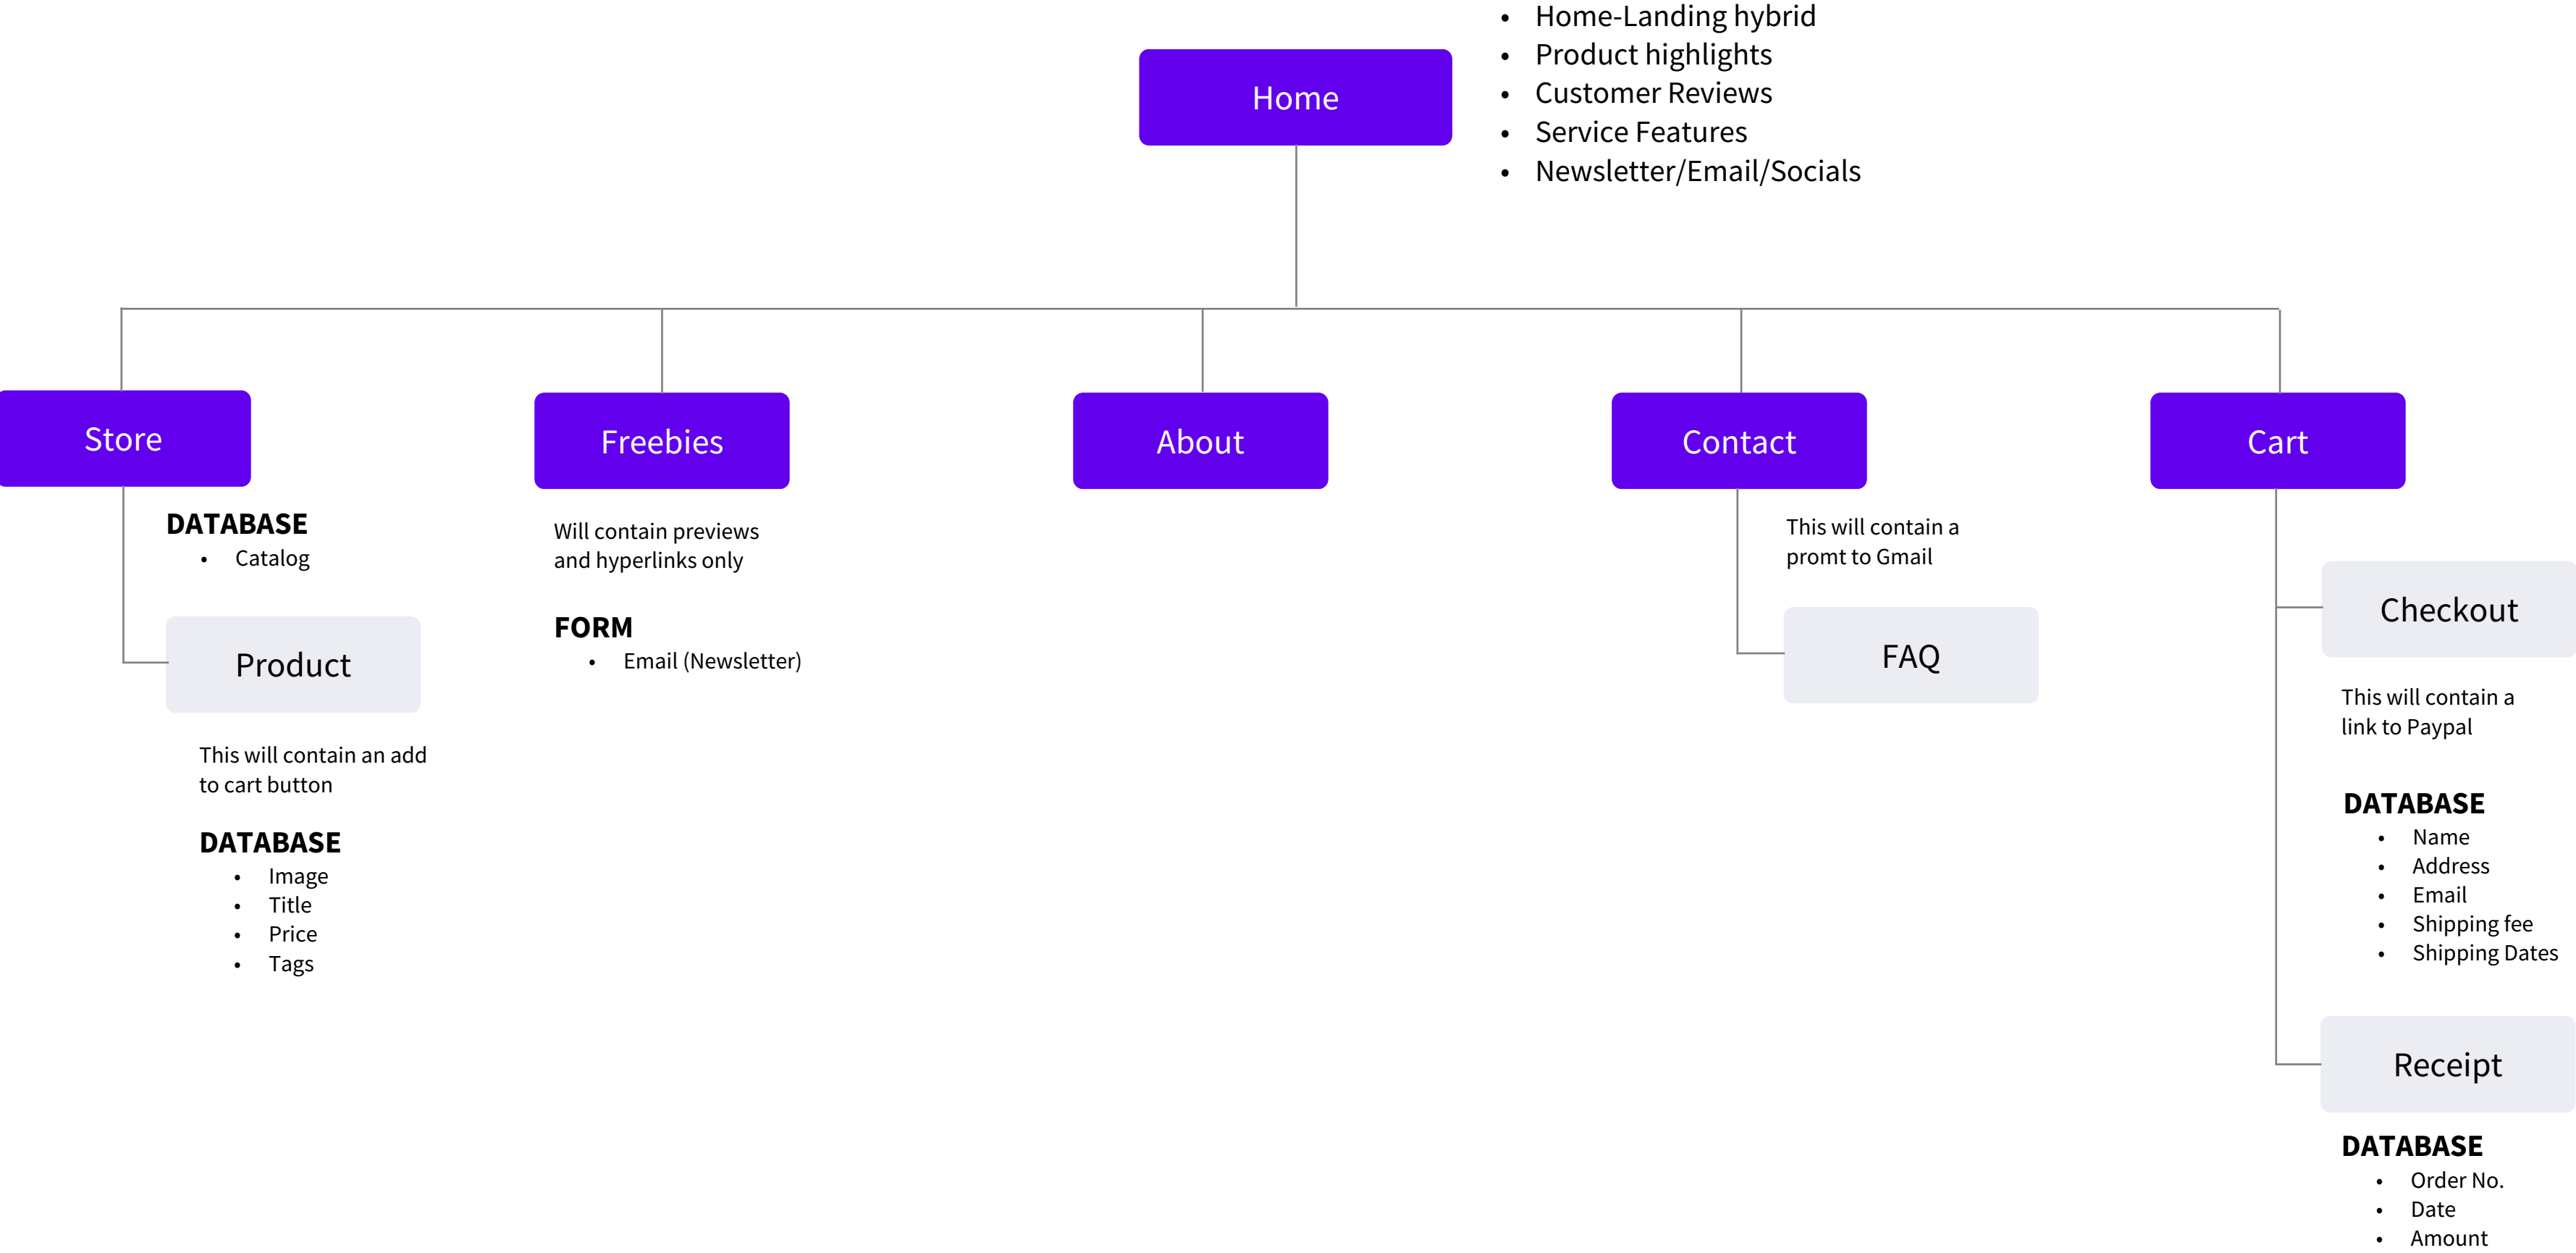 Home
• Home-Landing hybrid
• Product highlights
• Customer Reviews
• Service Features
• Newsletter/Email/Socials
Store
DATABASE
• Catalog
Product
This will contain an add
to cart button
DATABASE
• Image
• Title
• Price
• Tags
Freebies
Will contain previews
and hyperlinks only
FORM
• Email (Newsletter)
About
Contact
This will contain a
promt to Gmail
FAQ
Cart
Checkout
This will contain a
link to Paypal
DATABASE
• Name
• Address
• Email
• Shipping fee
• Shipping Dates
Receipt
DATABASE
• Order No.
• Date
• Amount